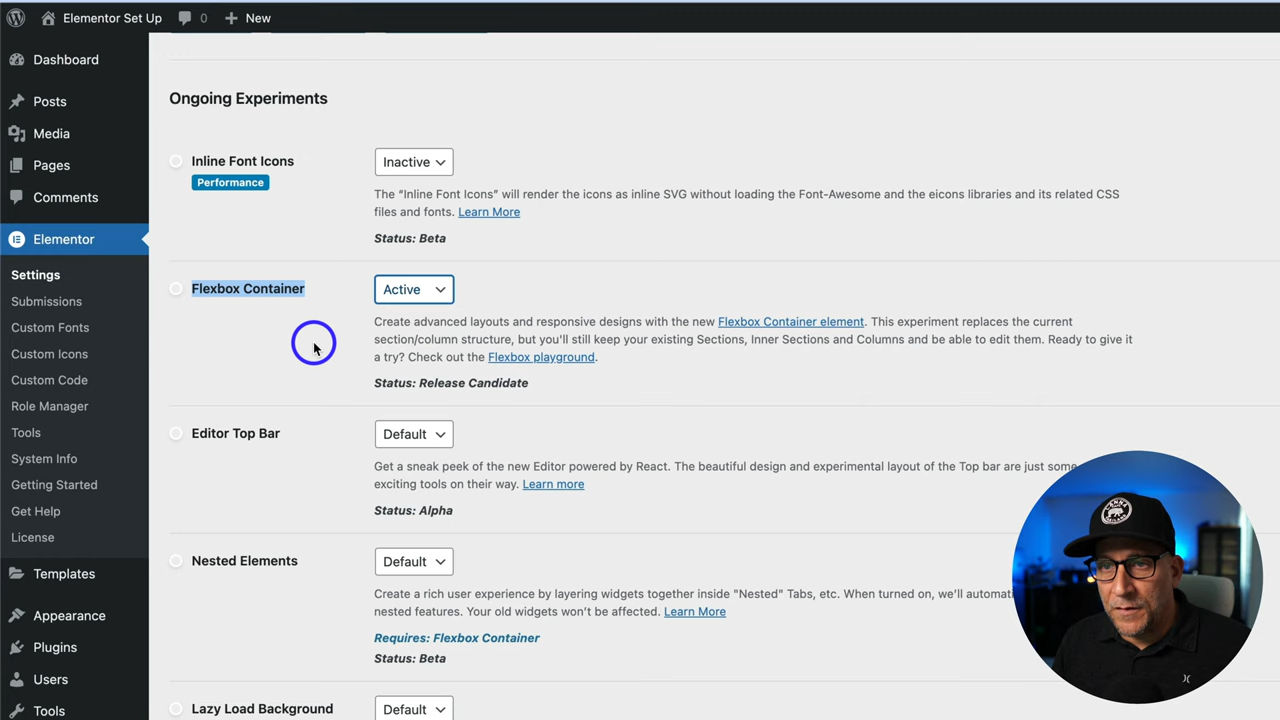 Elementor Set Up
0
New
Dashboard
Posts
Media
Pages
Comments
Elementor
Settings
Submissions
Custom Fonts
Custom Icons
Custom Code
Role Manager
Tools
System Info
Getting Started
Get Help
License
Templates
Appearance
Plugins
Users
Tools
Ongoing Experiments
Inline Font Icons
Performance
Inactive
The “Inline Font Icons” will render the icons as inline SVG without loading the Font-Awesome and the eicons libraries and its related CSS
files and fonts. Learn More
Status: Beta
Flexbox Container
Active
Create advanced layouts and responsive designs with the new Flexbox Container element. This experiment replaces the current
section/column structure, but you'll still keep your existing Sections, Inner Sections and Columns and be able to edit them. Ready to give it
a try? Check out the Flexbox playground.
Status: Release Candidate
Editor Top Bar
Default
Get a sneak peek of the new Editor powered by React. The beautiful design and experimental layout of the Top bar are just some
exciting tools on their way. Learn more
Status: Alpha
Nested Elements
Default
Create a rich user experience by layering widgets together inside "Nested" Tabs, etc. When turned on, we'll automati
nested features. Your old widgets won't be affected. Learn More
Requires: Flexbox Container
Status: Beta
Lazy Load Background
Default